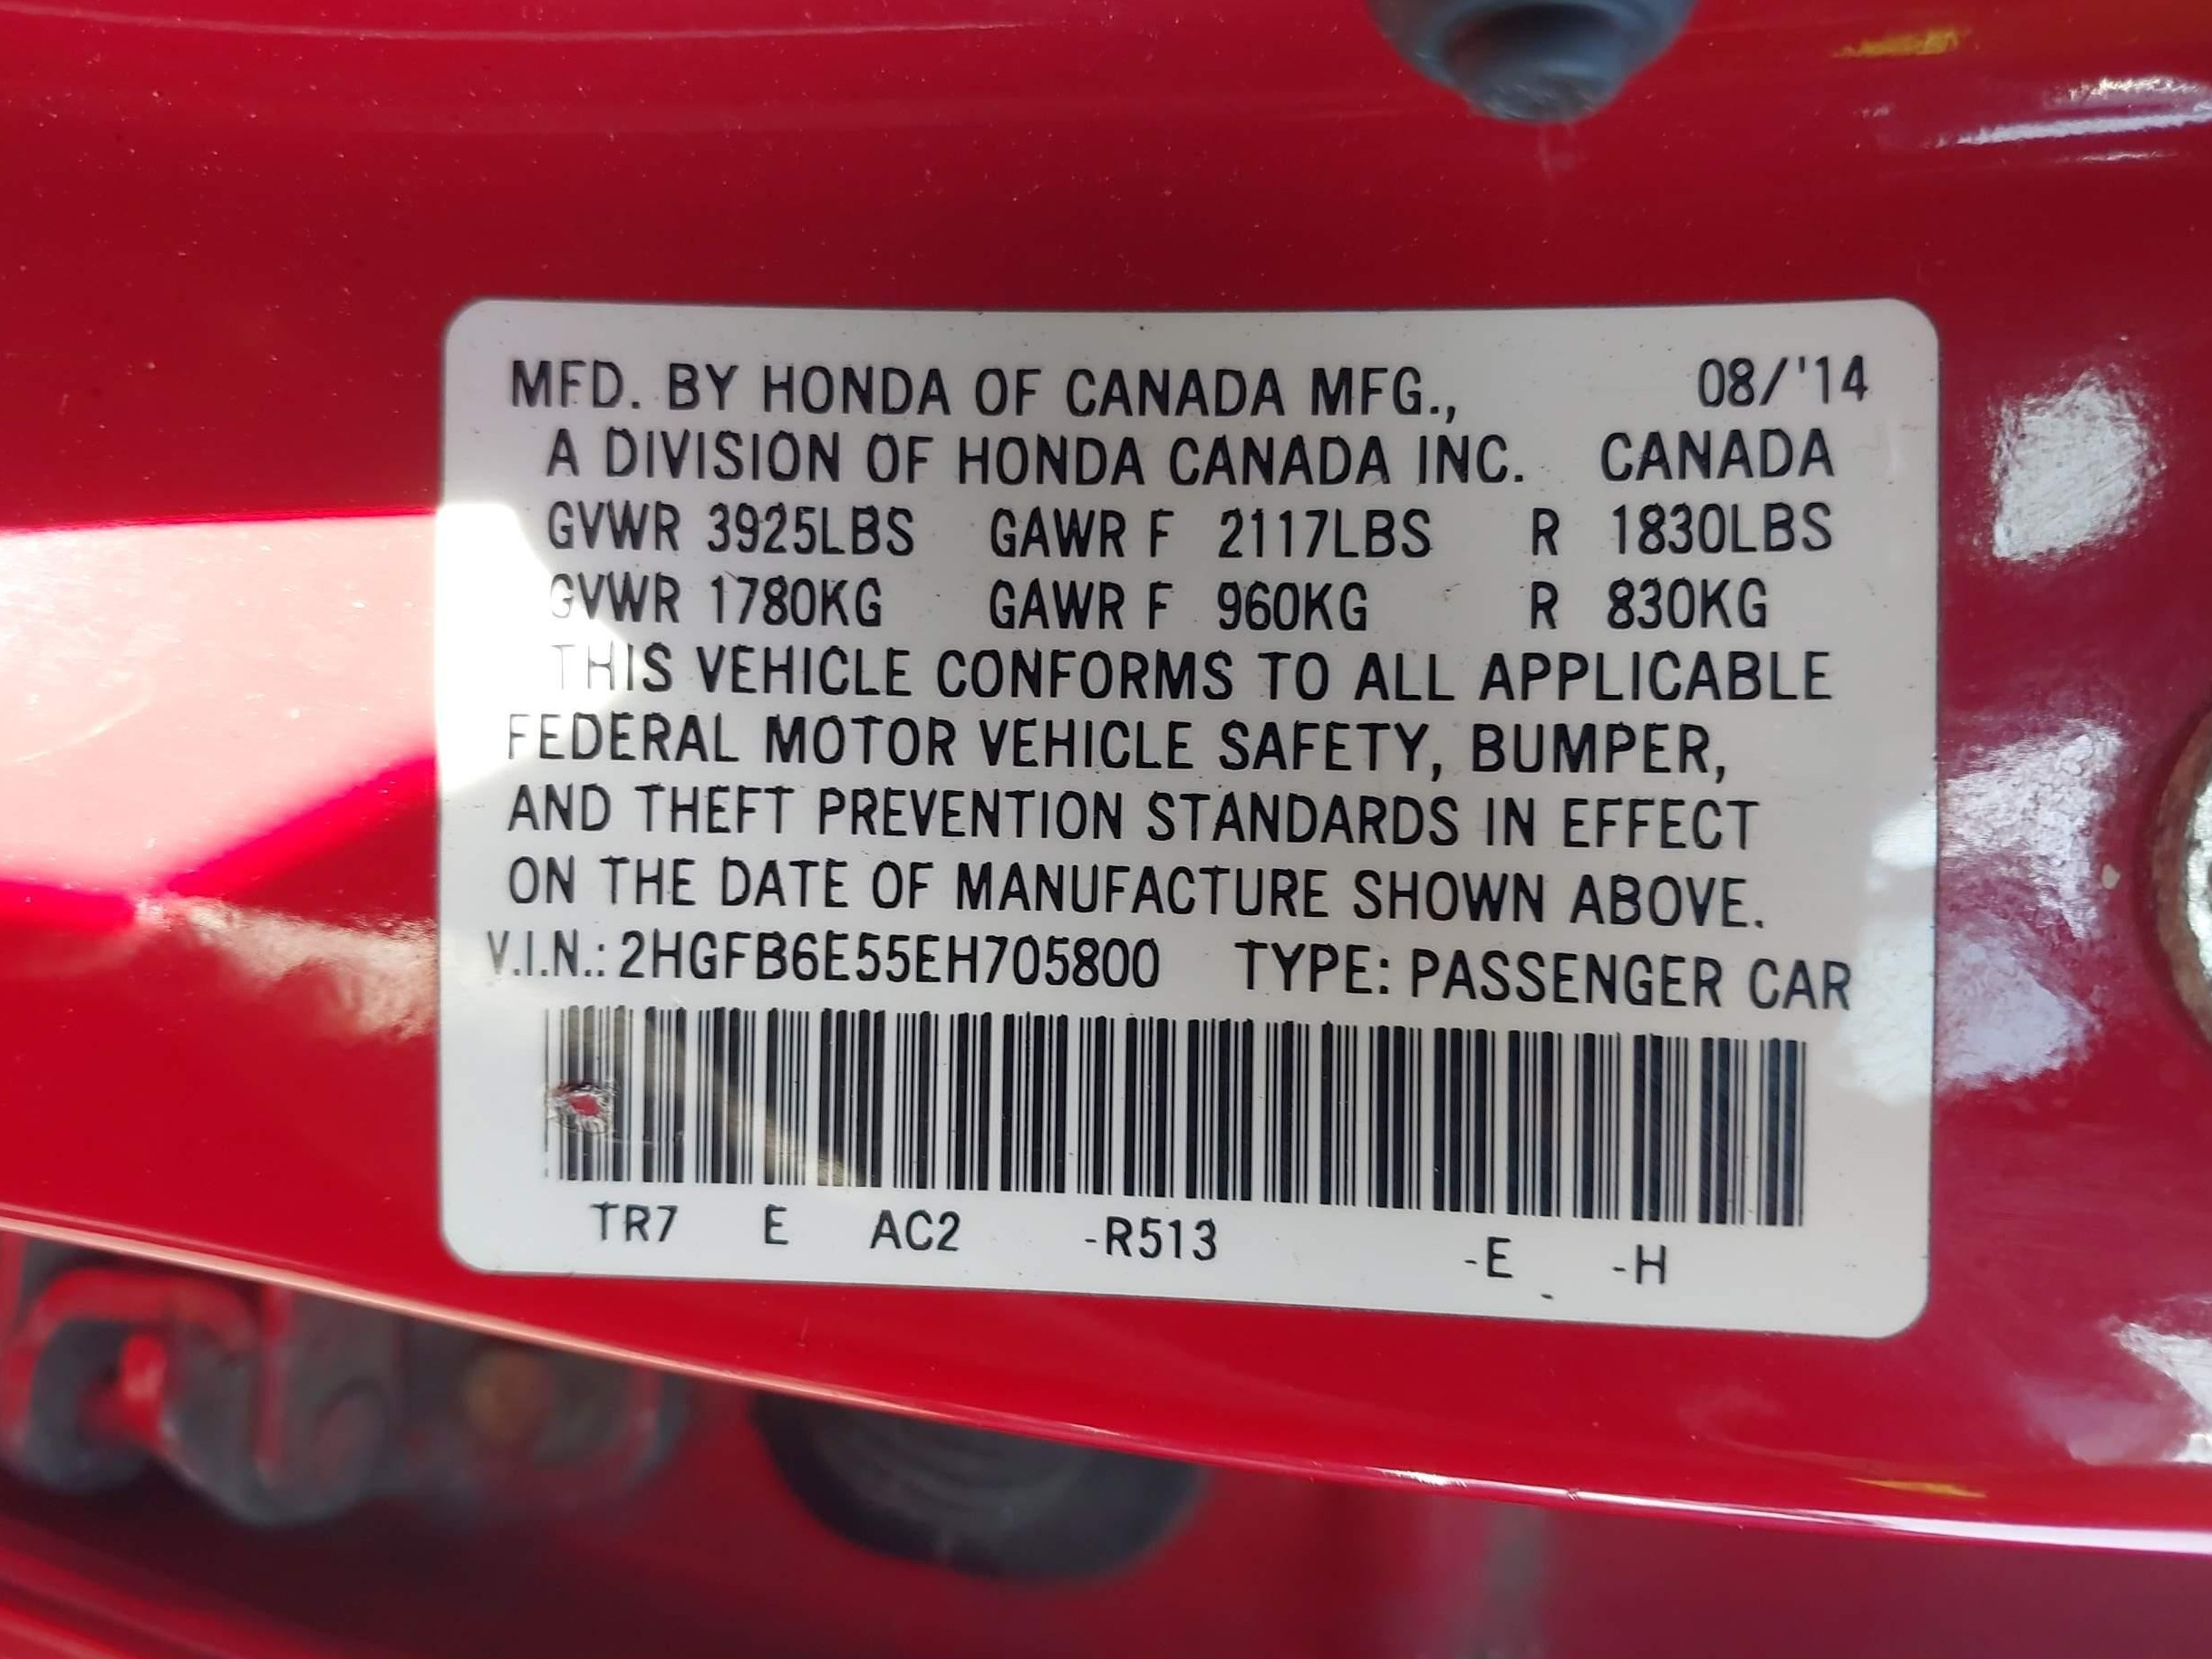 MFD. BY HONDA OF CANADA MFG., 08/'14
A DIVISION OF HONDA CANADA INC. CANADA
GVWR 3925LBS GAWR F 2117LBS R 1830LBS
GVWR 1780KG GAWR F 960KG R 830KG
THIS VEHICLE CONFORMS TO ALL APPLICABLE
FEDERAL MOTOR VEHICLE SAFETY, BUMPER,
AND THEFT PREVENTION STANDARDS IN EFFECT
ON THE DATE OF MANUFACTURE SHOWN ABOVE.
V.I.N.: 2HGFB6E55EH705800 TYPE: PASSENGER CAR
TR7 E AC2 -R513 -E -H